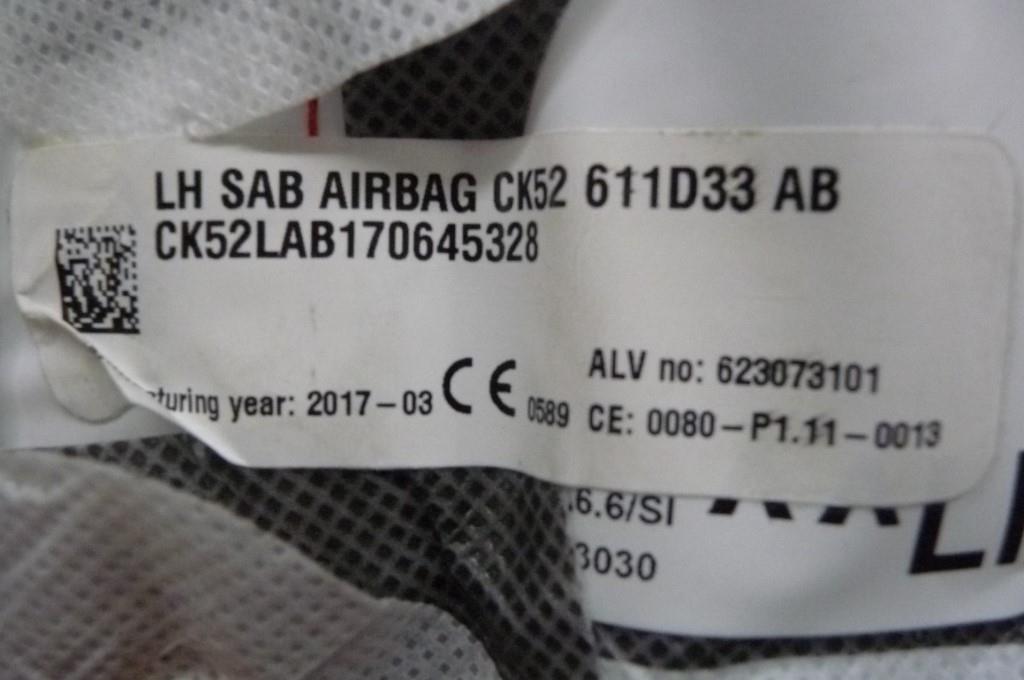 LH SAB AIRBAG CK52 611D33 AB
CK52LAB170645328
ALV no: 623073101
turing year: 2017-03 CE 0589 CE: 0080-P1.11-0013
.6.6/SI
3030